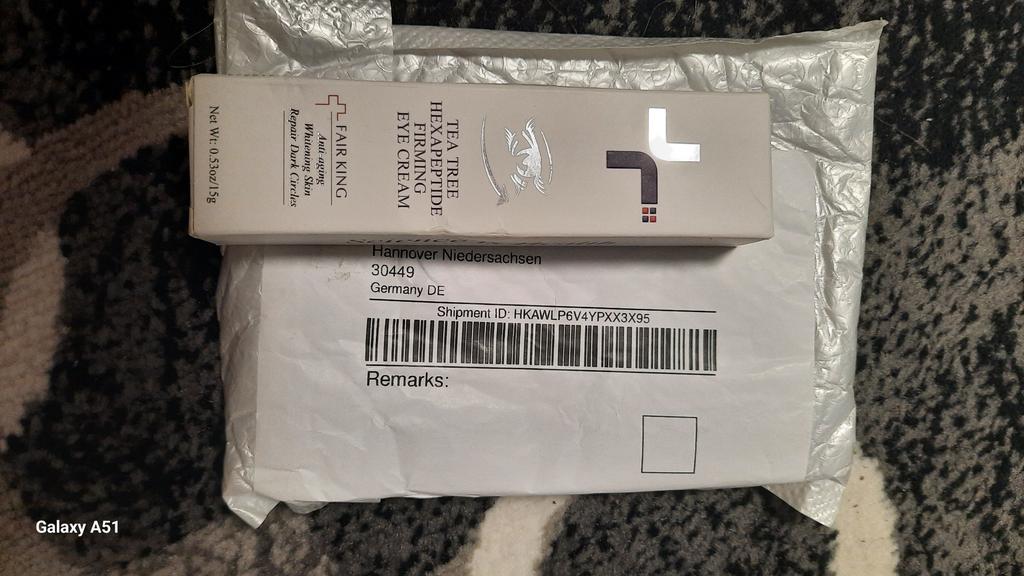 TEA TREE
HEXAPEPTIDE
FIRMING
EYE CREAM
FAIR KING
Anti-aging
Whitening Skin
Repair Dark Circles
Net Wt: 0.53oz/15g
Hannover Niedersachsen
30449
Germany DE
Shipment ID: HKAWLP6V4YPXX3X95
Remarks:
Galaxy A51